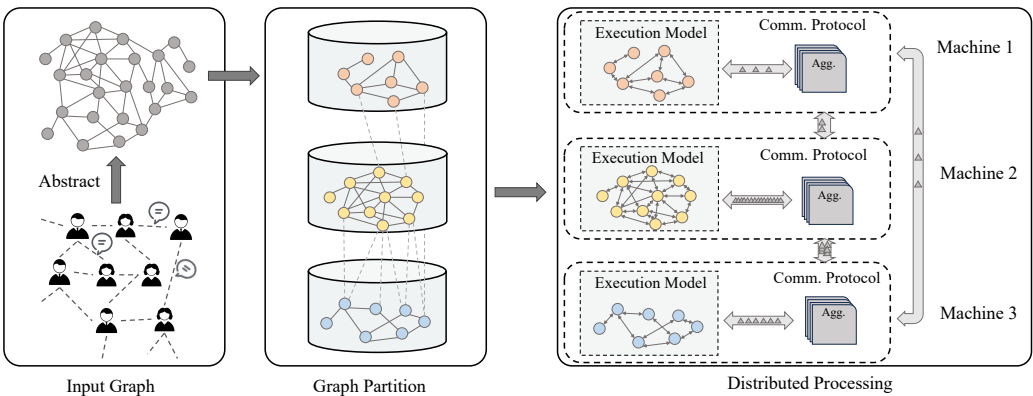 Abstract
Input Graph
Graph Partition
Execution Model
Comm. Protocol
Agg.
Machine 1
Execution Model
Comm. Protocol
Agg.
Machine 2
Execution Model
Comm. Protocol
Agg.
Machine 3
Distributed Processing